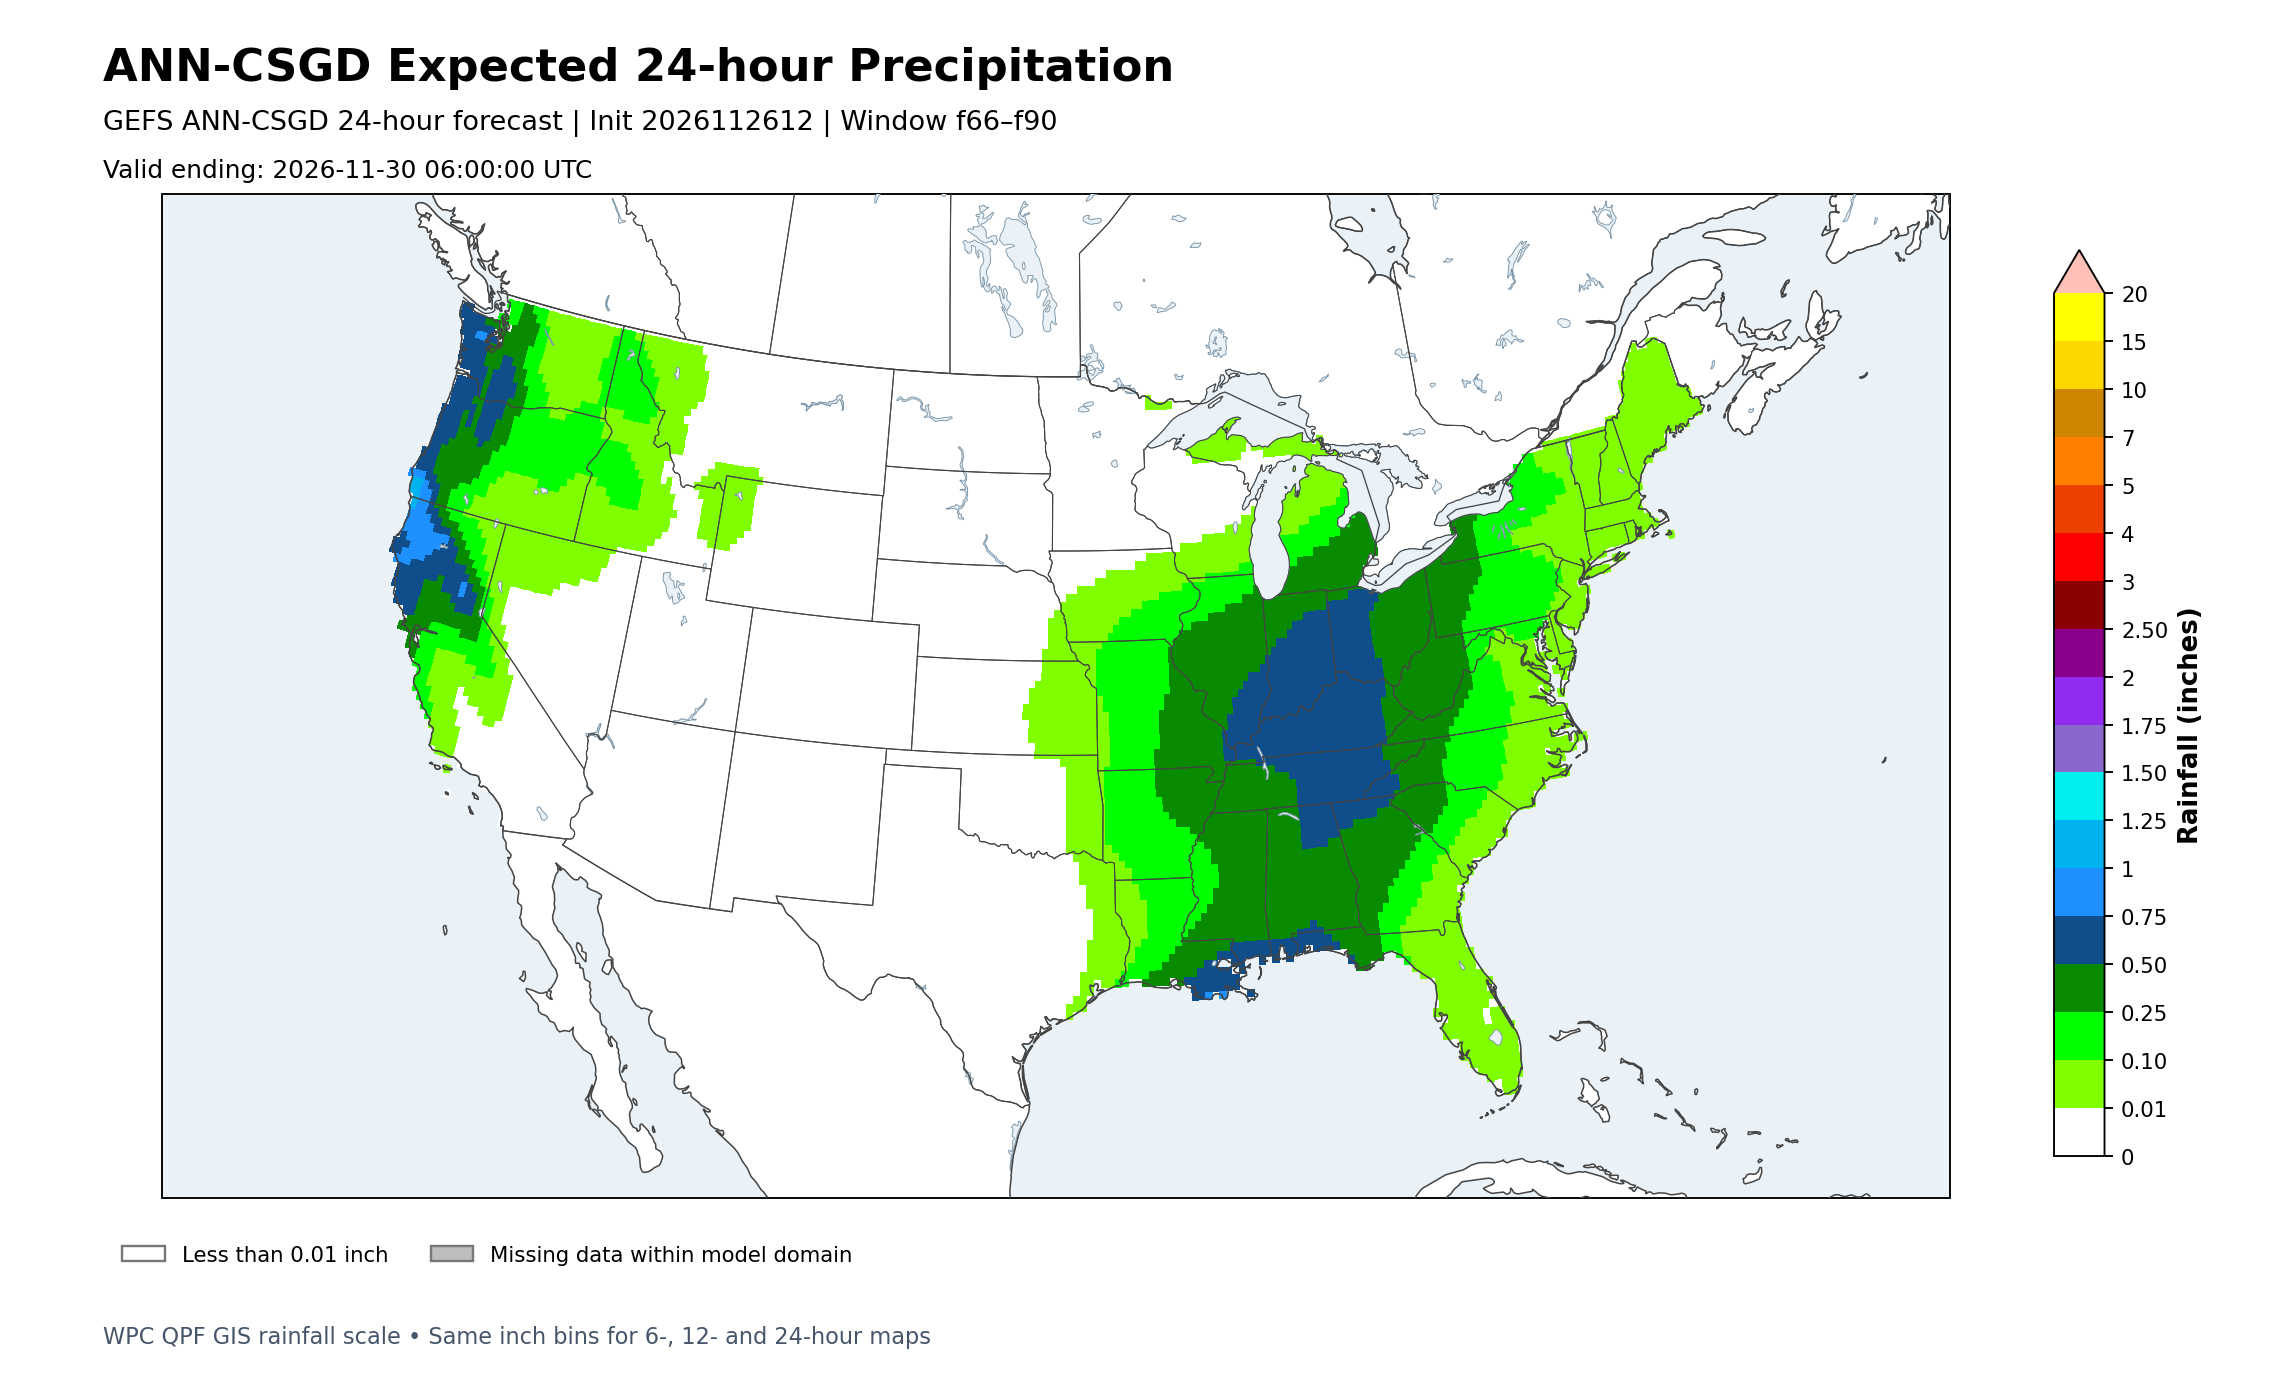 ANN-CSGD Expected 24-hour Precipitation
GEFS ANN-CSGD 24-hour forecast | Init 2026112612 | Window f66–f90
Valid ending: 2026-11-30 06:00:00 UTC
20
15
10
7
5
4
3
2.50
2
1.75
1.50
1.25
1
0.75
0.50
0.25
0.10
0.01
0
Rainfall (inches)
Less than 0.01 inch
Missing data within model domain
WPC QPF GIS rainfall scale • Same inch bins for 6-, 12- and 24-hour maps